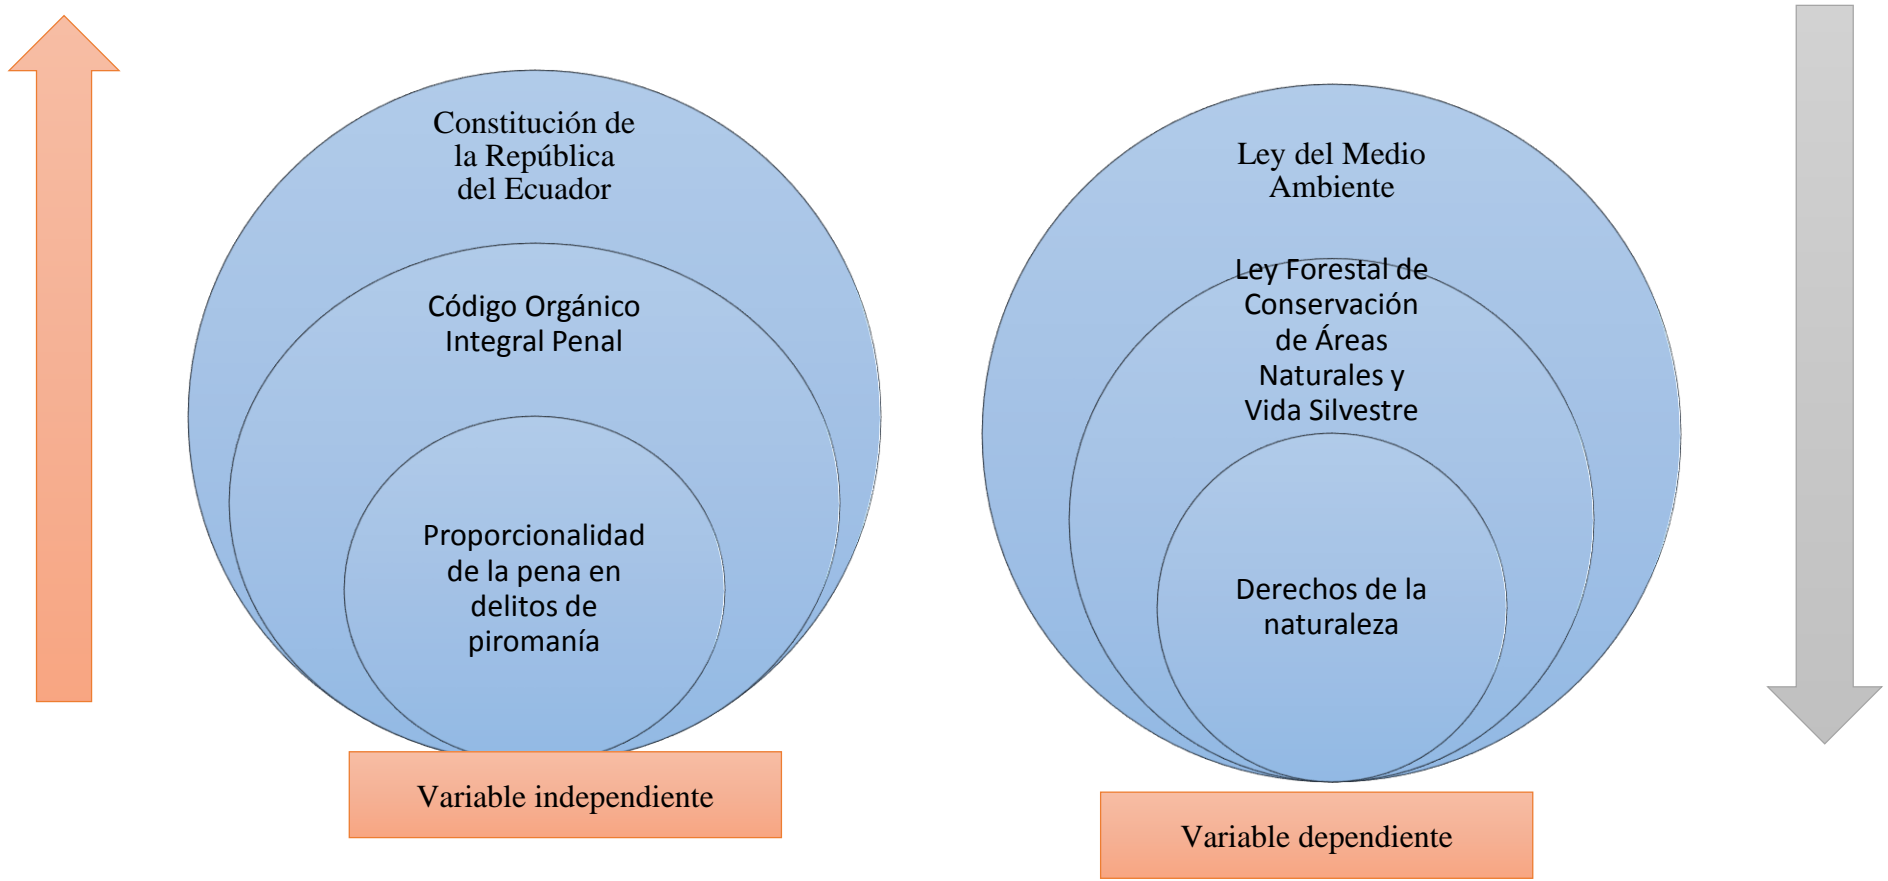 Constitución de
la República
del Ecuador
Código Orgánico
Integral Penal
Proporcionalidad
de la pena en
delitos de
piromanía
Variable independiente
Ley del Medio
Ambiente
Ley Forestal de
Conservación
de Áreas
Naturales y
Vida Silvestre
Derechos de la
naturaleza
Variable dependiente